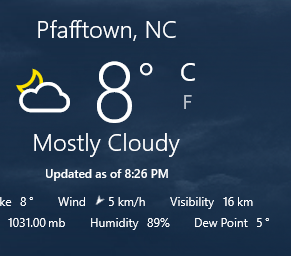 Pfafftown, NC
8° C
F
Mostly Cloudy
Updated as of 8:26 PM
8° Wind 5 km/h Visibility 16 km
1031.00 mb Humidity 89% Dew Point 5°